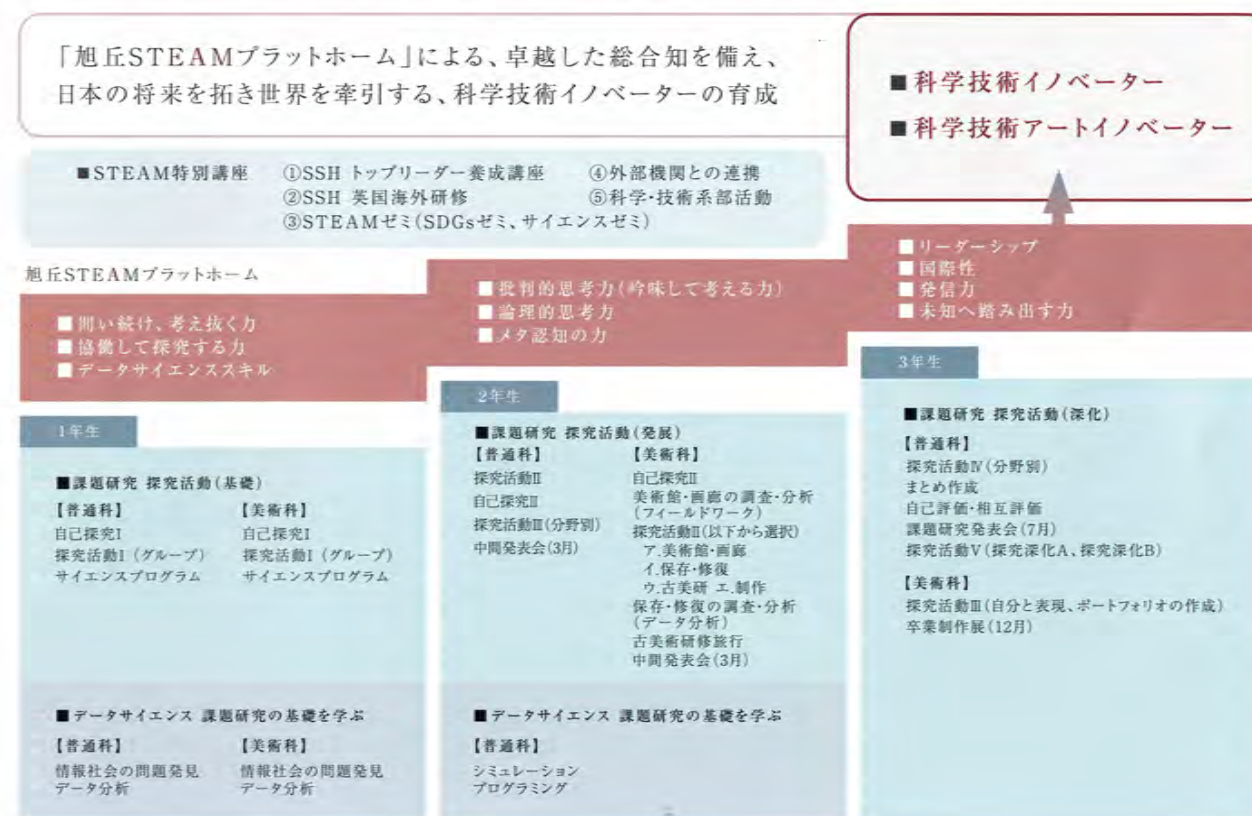 「旭丘STEAMプラットホーム」による、卓越した総合知を備え、
日本の将来を拓き世界を牽引する、科学技術イノベーターの育成
■科学技術イノベーター
■科学技術アートイノベーター
■STEAM特別講座
①SSH トップリーダー養成講座
②SSH 英国海外研修
③STEAMゼミ(SDGsゼミ、サイエンスゼミ)
④外部機関との連携
⑤科学・技術系部活動
旭丘STEAMプラットホーム
■問い続け、考え抜く力
■協働して探究する力
■データサイエンススキル
■批判的思考力(吟味して考える力)
■論理的思考力
■メタ認知の力
■リーダーシップ
■国際性
■発信力
■未知へ踏み出す力
1年生
■課題研究 探究活動(基礎)
【普通科】
自己探究I
探究活動I (グループ)
サイエンスプログラム
【美術科】
自己探究I
探究活動I (グループ)
サイエンスプログラム
■データサイエンス 課題研究の基礎を学ぶ
【普通科】
情報社会の問題発見
データ分析
【美術科】
情報社会の問題発見
データ分析
2年生
■課題研究 探究活動(発展)
【普通科】
探究活動II
自己探究II
探究活動III(分野別)
中間発表会(3月)
【美術科】
自己探究II
美術館・画廊の調査・分析
(フィールドワーク)
探究活動II(以下から選択)
ア.美術館・画廊
イ.保存・修復
ウ.古美研 エ.制作
保存・修復の調査・分析
(データ分析)
古美術研修旅行
中間発表会(3月)
■データサイエンス 課題研究の基礎を学ぶ
【普通科】
シミュレーション
プログラミング
3年生
■課題研究 探究活動(深化)
【普通科】
探究活動IV(分野別)
まとめ作成
自己評価・相互評価
課題研究発表会(7月)
探究活動V(探究深化A、探究深化B)
【美術科】
探究活動III(自分と表現、ポートフォリオの作成)
卒業制作展(12月)